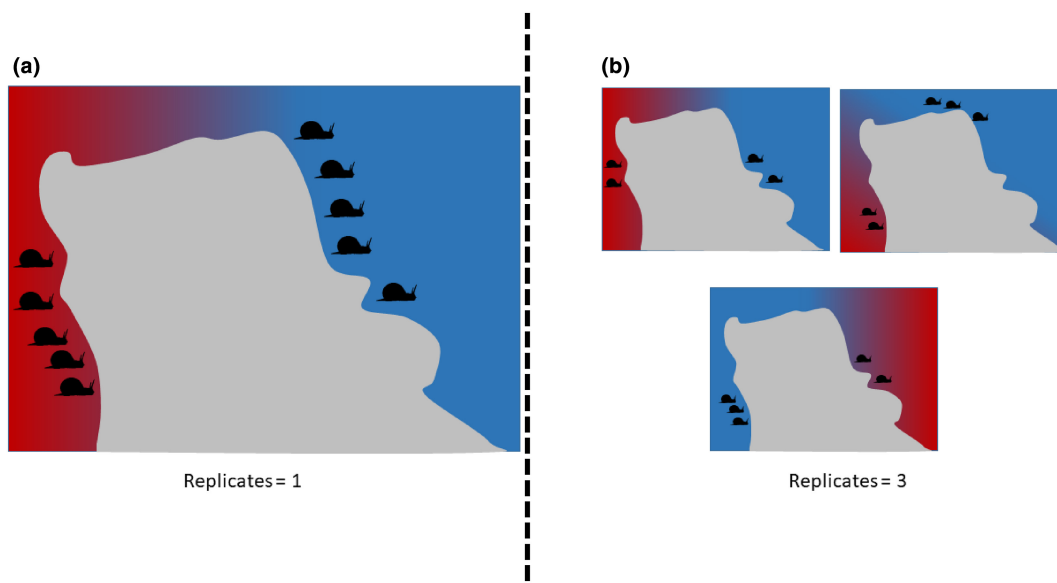 (a)
(b)
Replicates = 1
Replicates = 3